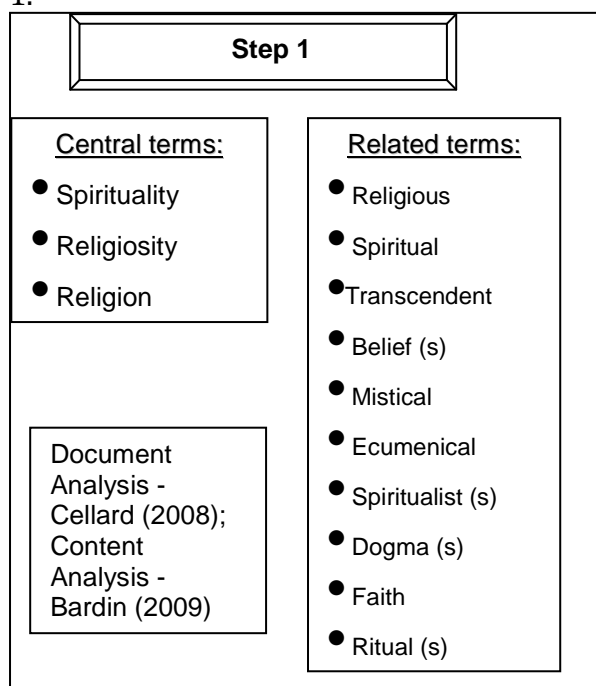 1.
Step 1
Central terms:
● Spirituality
● Religiosity
● Religion
Document
Analysis -
Cellard (2008);
Content
Analysis -
Bardin (2009)
Related terms:
● Religious
● Spiritual
●Transcendent
● Belief (s)
● Mistical
● Ecumenical
● Spiritualist (s)
● Dogma (s)
● Faith
● Ritual (s)